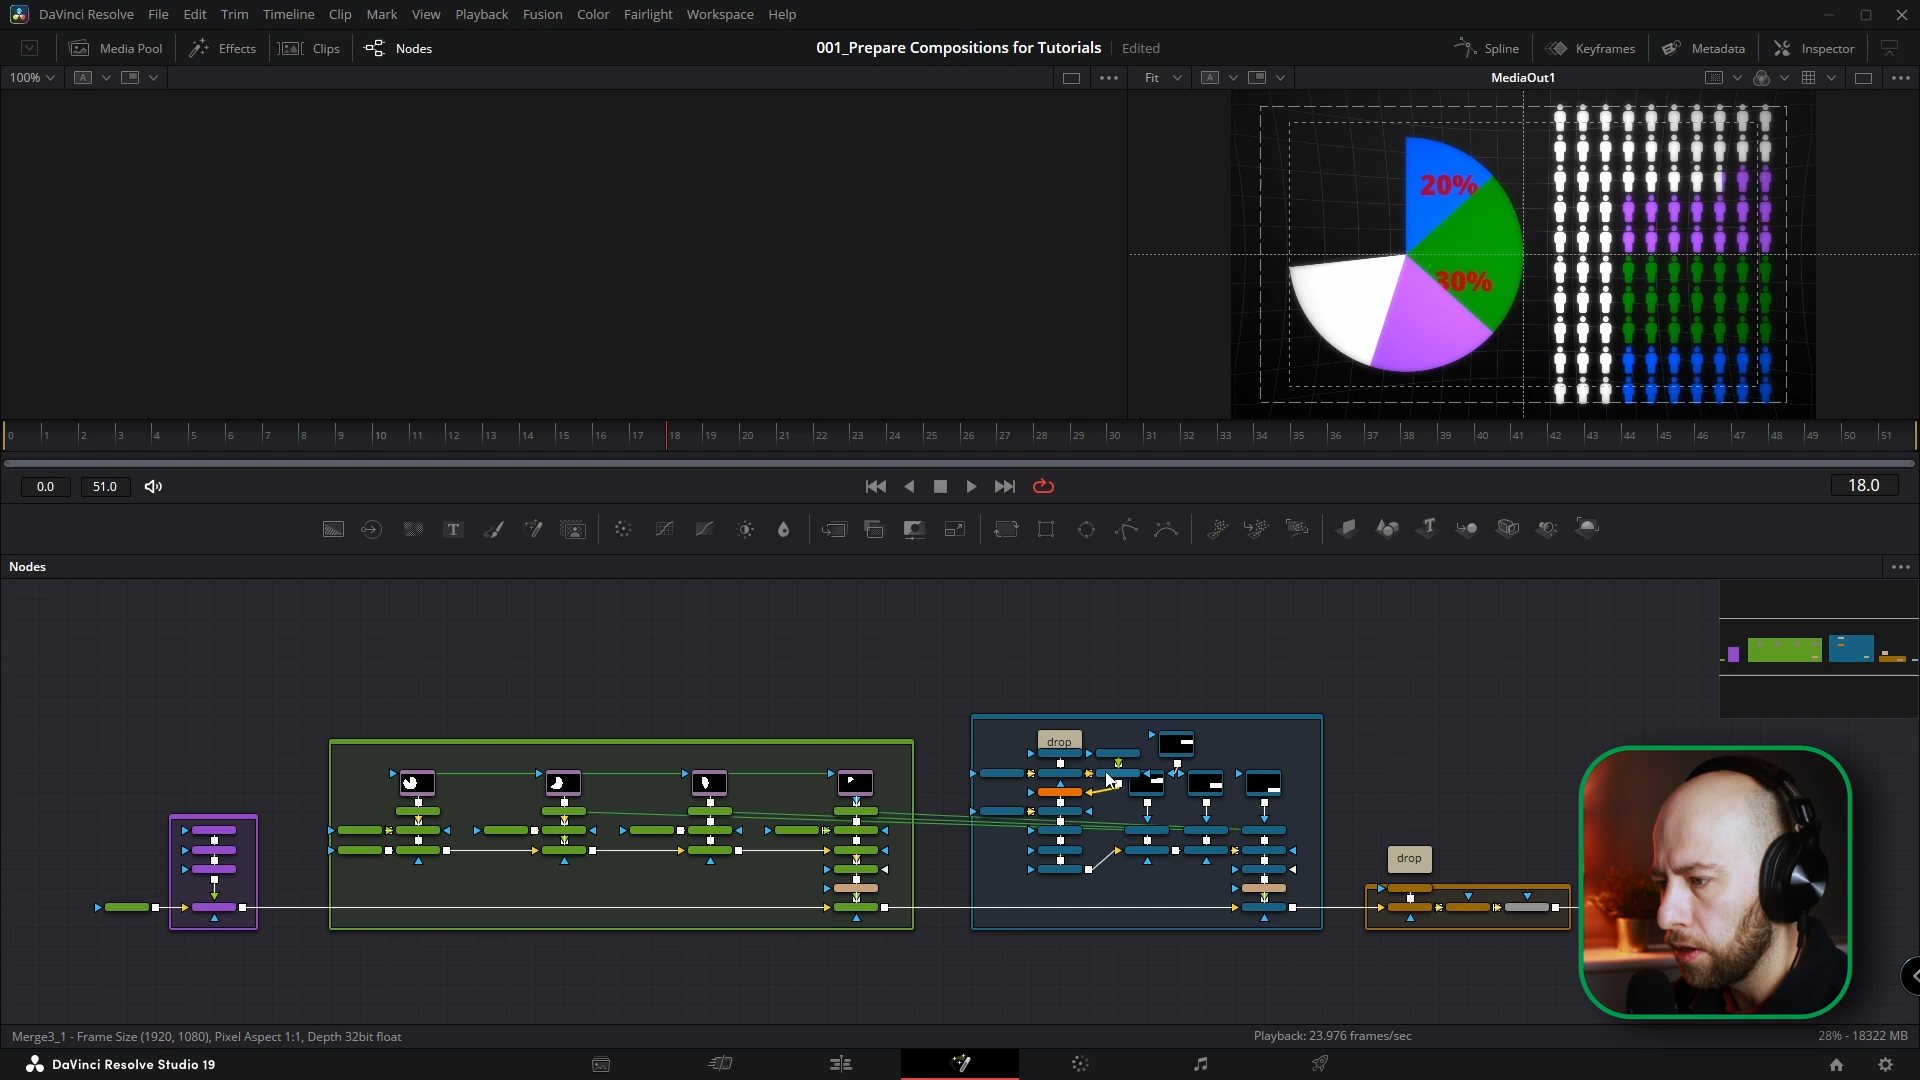 DaVinci Resolve File Edit Trim Timeline Clip Mark View Playback Fusion Color Fairlight Workspace Help
Media Pool Effects Clips Nodes 001_Prepare Compositions for Tutorials Edited Spline Keyframes Metadata Inspector
100% A Fit A MediaOut1
20%
30%
0 1 2 3 4 5 6 7 8 9 10 11 12 13 14 15 16 17 18 19 20 21 22 23 24 25 26 27 28 29 30 31 32 33 34 35 36 37 38 39 40 41 42 43 44 45 46 47 48 49 50 51
0.0 51.0 18.0
T
Nodes
drop
drop
Merge3_1 - Frame Size (1920, 1080), Pixel Aspect 1:1, Depth 32bit float Playback: 23.976 frames/sec 28% - 18322 MB
DaVinci Resolve Studio 19